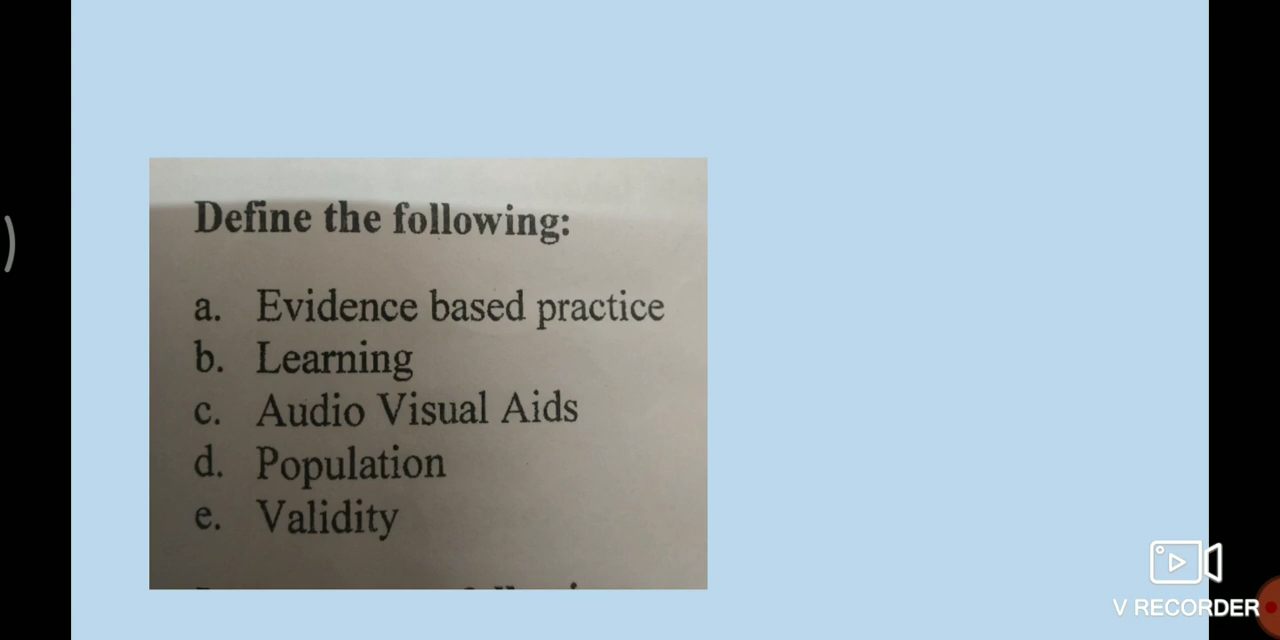 Define the following:
a. Evidence based practice
b. Learning
c. Audio Visual Aids
d. Population
e. Validity
V RECORDER